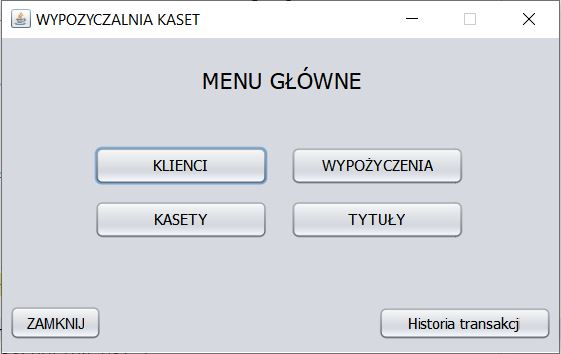 WYPOZYCZALNIA KASET
MENU GŁÓWNE
KLIENCI WYPOŻYCZENIA
KASETY TYTUŁY
ZAMKNIJ Historia transakcj